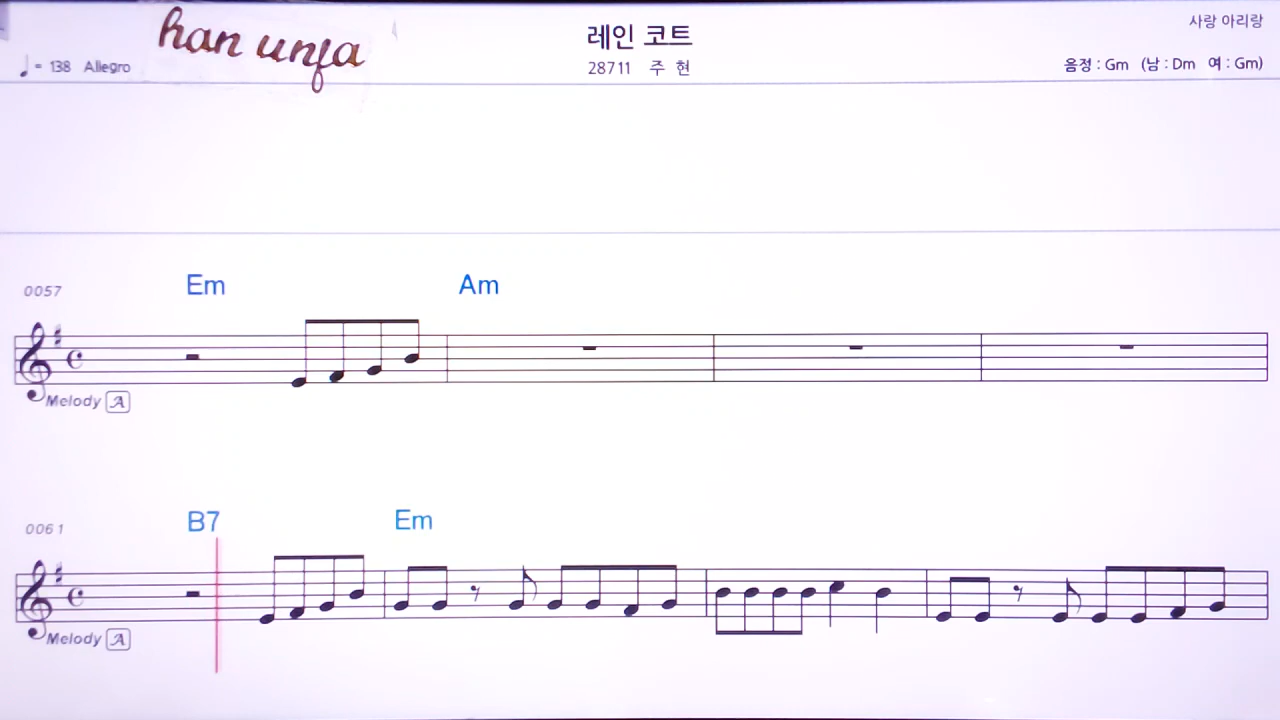 han unfa
레인 코트
사랑 아리랑
♩ = 138 Allegro
28711 주 현
음정 : Gm (남 : Dm 여 : Gm)
0057
Em Am
Melody A
0061
B7 Em
Melody A